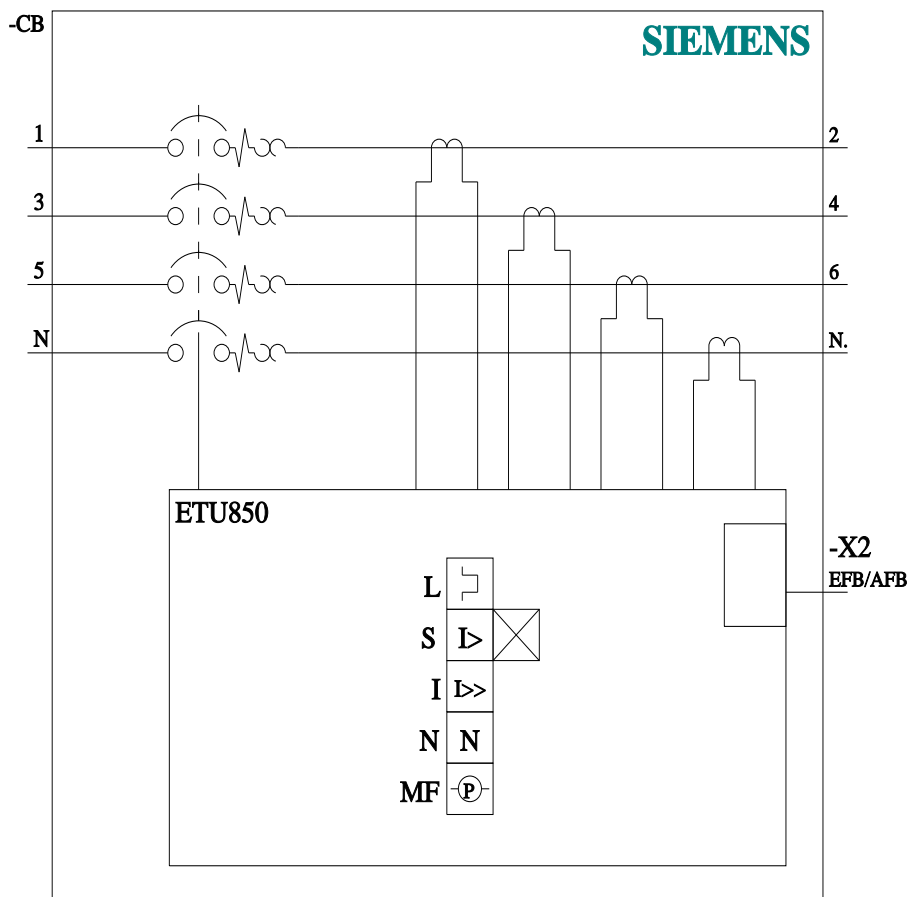 -CB
SIEMENS
1 2
3 4
5 6
N N.
ETU850
-X2
EFB/AFB
L
S I>
I I>>
N N
MF P